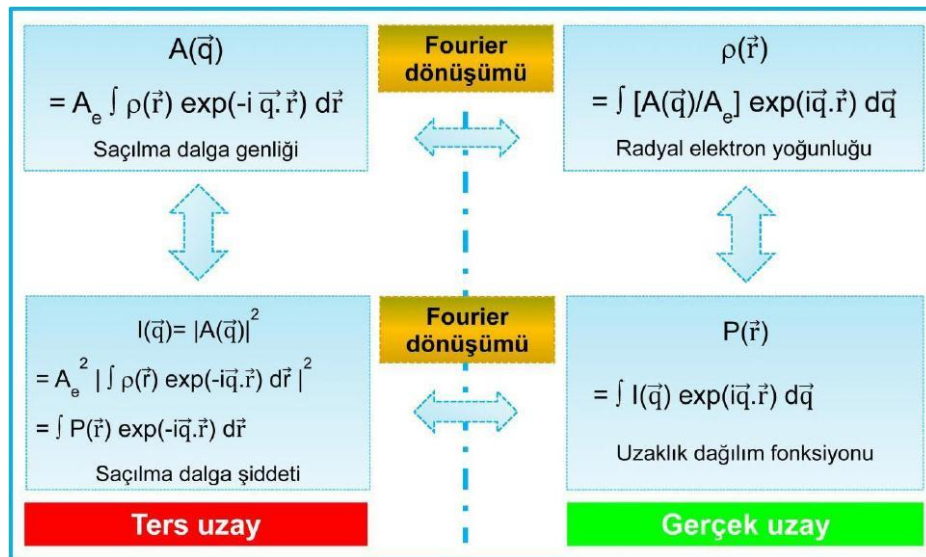 A(q⃗)
= Aₑ ∫ ρ(r⃗) exp(-i q⃗.r⃗) dr⃗
Saçılma dalga genliği
Fourier
dönüşümü
ρ(r⃗)
= ∫ [A(q⃗)/Aₑ] exp(iq⃗.r⃗) dq⃗
Radyal elektron yoğunluğu
I(q⃗)= |A(q⃗)|²
= Aₑ² | ∫ ρ(r⃗) exp(-iq⃗.r⃗) dr⃗ |²
= ∫ P(r⃗) exp(-iq⃗.r⃗) dr⃗
Saçılma dalga şiddeti
Fourier
dönüşümü
P(r⃗)
= ∫ I(q⃗) exp(iq⃗.r⃗) dq⃗
Uzaklık dağılım fonksiyonu
Ters uzay
Gerçek uzay